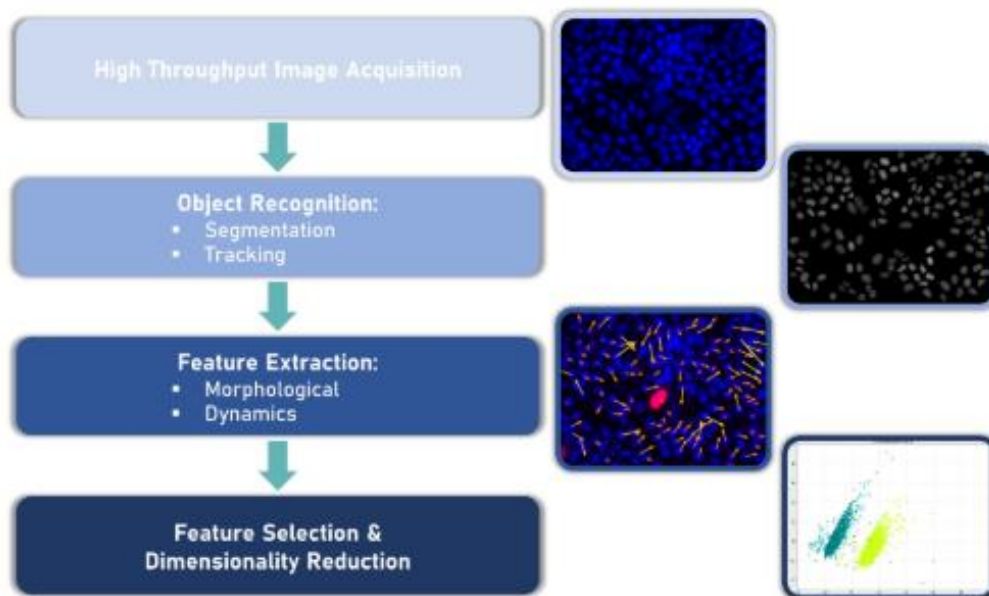 High Throughput Image Acquisition
Object Recognition:
▪ Segmentation
▪ Tracking
Feature Extraction:
▪ Morphological
▪ Dynamics
Feature Selection &
Dimensionality Reduction